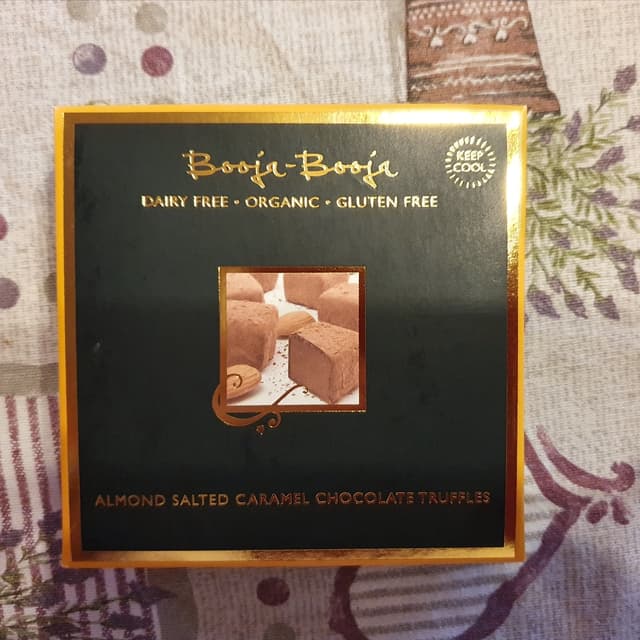 Booja-Booja
KEEP
COOL
DAIRY FREE • ORGANIC • GLUTEN FREE
ALMOND SALTED CARAMEL CHOCOLATE TRUFFLES